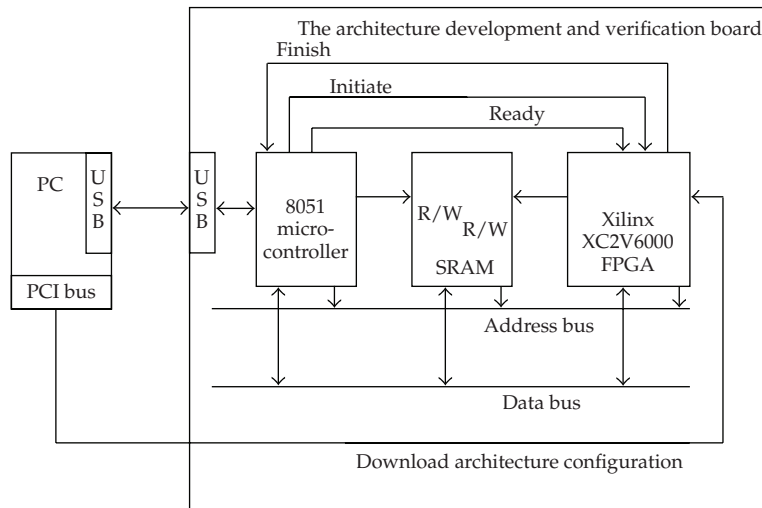 The architecture development and verification board
Finish
Initiate
Ready
PC
U
S
B
U
S
B
8051
micro-
controller
R/W
R/W
SRAM
Xilinx
XC2V6000
FPGA
PCI bus
Address bus
Data bus
Download architecture configuration